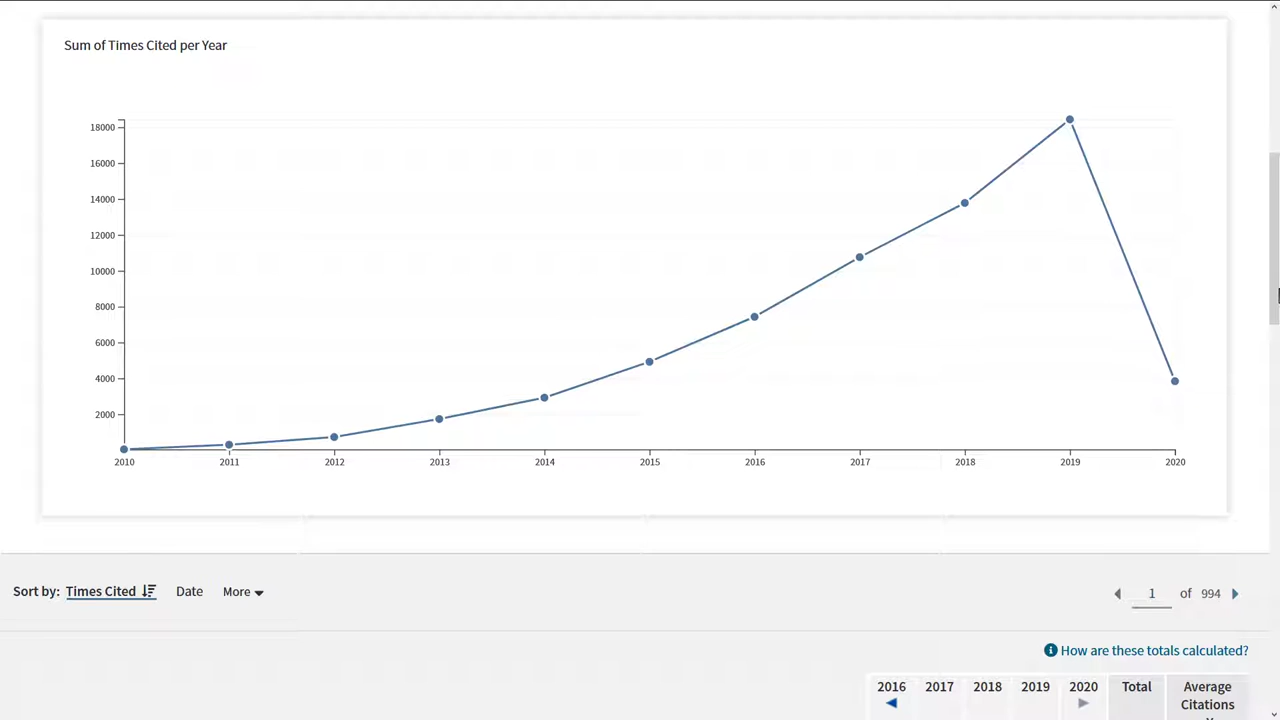 Sum of Times Cited per Year
18000
16000
14000
12000
10000
8000
6000
4000
2000
2010 2011 2012 2013 2014 2015 2016 2017 2018 2019 2020
Sort by: Times Cited Date More
1 of 994
How are these totals calculated?
2016 2017 2018 2019 2020 Total Average
Citations